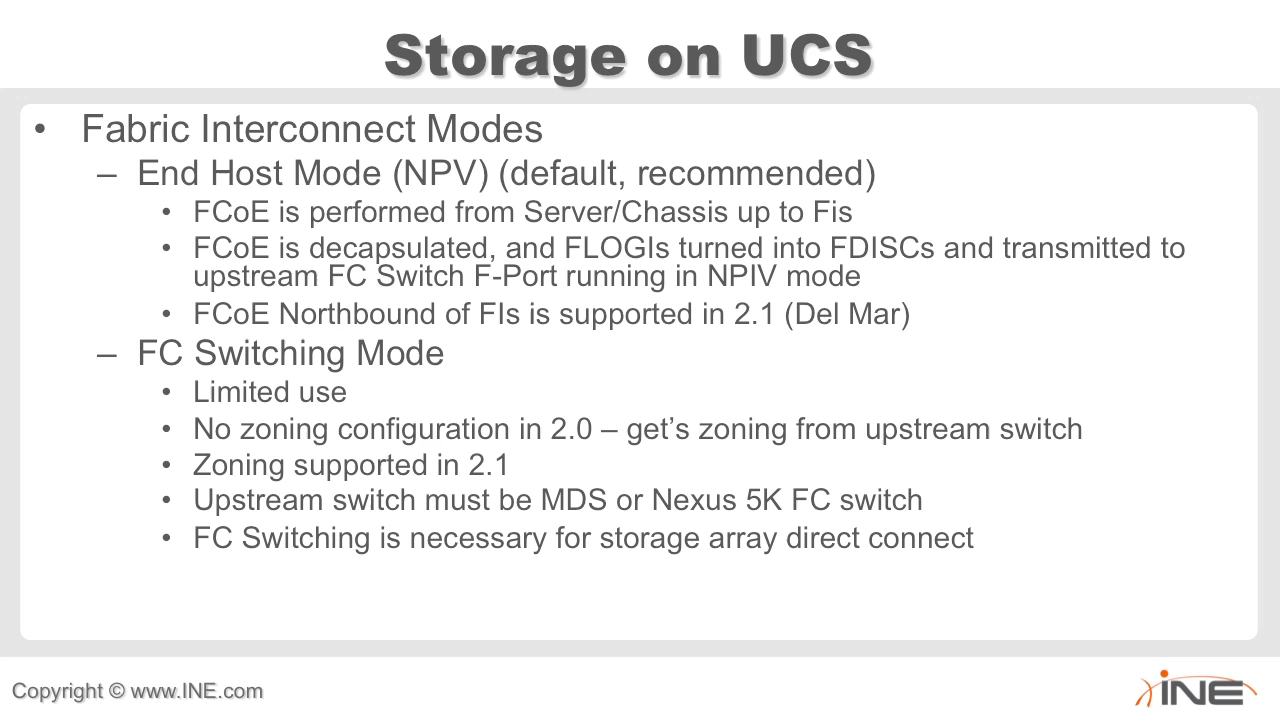 Storage on UCS
• Fabric Interconnect Modes
– End Host Mode (NPV) (default, recommended)
• FCoE is performed from Server/Chassis up to Fis
• FCoE is decapsulated, and FLOGIs turned into FDISCs and transmitted to
upstream FC Switch F-Port running in NPIV mode
• FCoE Northbound of FIs is supported in 2.1 (Del Mar)
– FC Switching Mode
• Limited use
• No zoning configuration in 2.0 – get’s zoning from upstream switch
• Zoning supported in 2.1
• Upstream switch must be MDS or Nexus 5K FC switch
• FC Switching is necessary for storage array direct connect
Copyright © www.INE.com
iNE